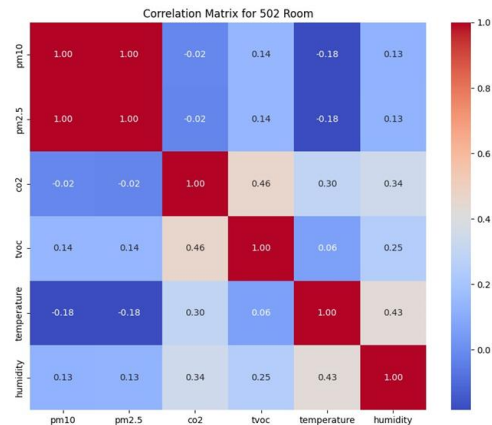 Correlation Matrix for 502 Room
pm10 1.00 1.00 -0.02 0.14 -0.18 0.13
pm2.5 1.00 1.00 -0.02 0.14 -0.18 0.13
co2 -0.02 -0.02 1.00 0.46 0.30 0.34
tvoc 0.14 0.14 0.46 1.00 0.06 0.25
temperature -0.18 -0.18 0.30 0.06 1.00 0.43
humidity 0.13 0.13 0.34 0.25 0.43 1.00
pm10 pm2.5 co2 tvoc temperature humidity
1.0
0.8
0.6
0.4
0.2
0.0